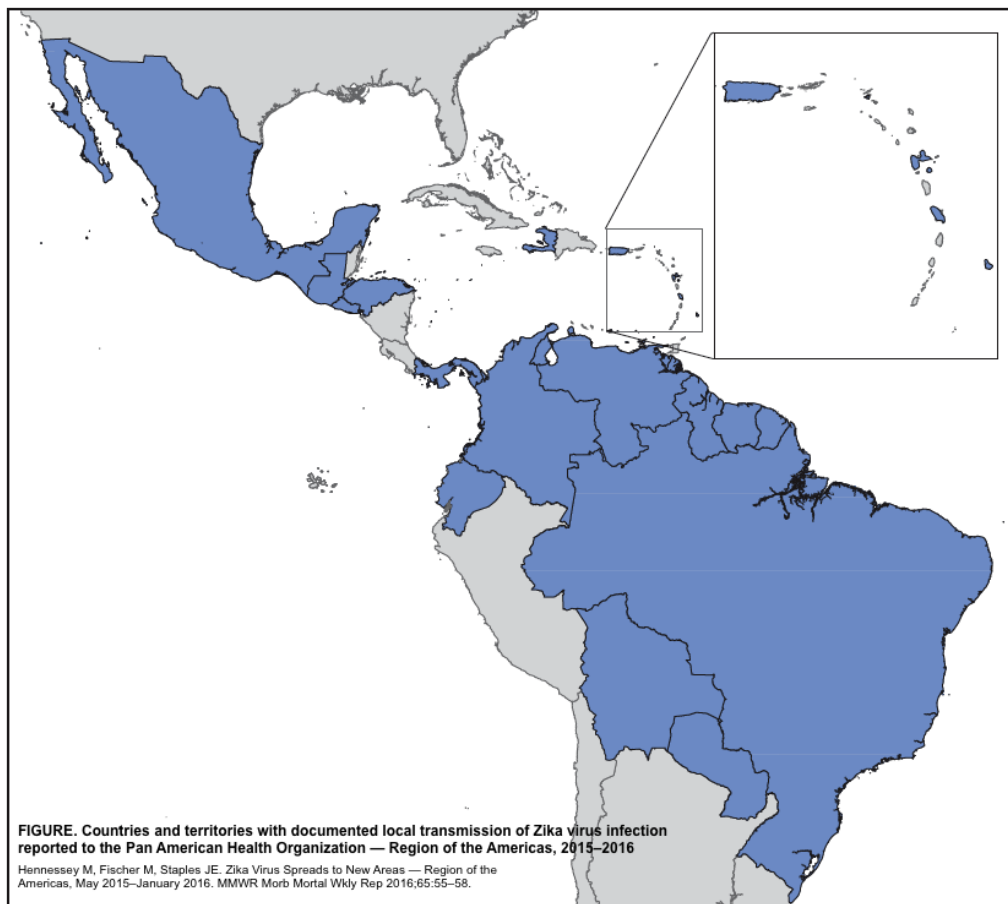 FIGURE. Countries and territories with documented local transmission of Zika virus infection
reported to the Pan American Health Organization — Region of the Americas, 2015–2016
Hennessey M, Fischer M, Staples JE. Zika Virus Spreads to New Areas — Region of the
Americas, May 2015–January 2016. MMWR Morb Mortal Wkly Rep 2016;65:55–58.